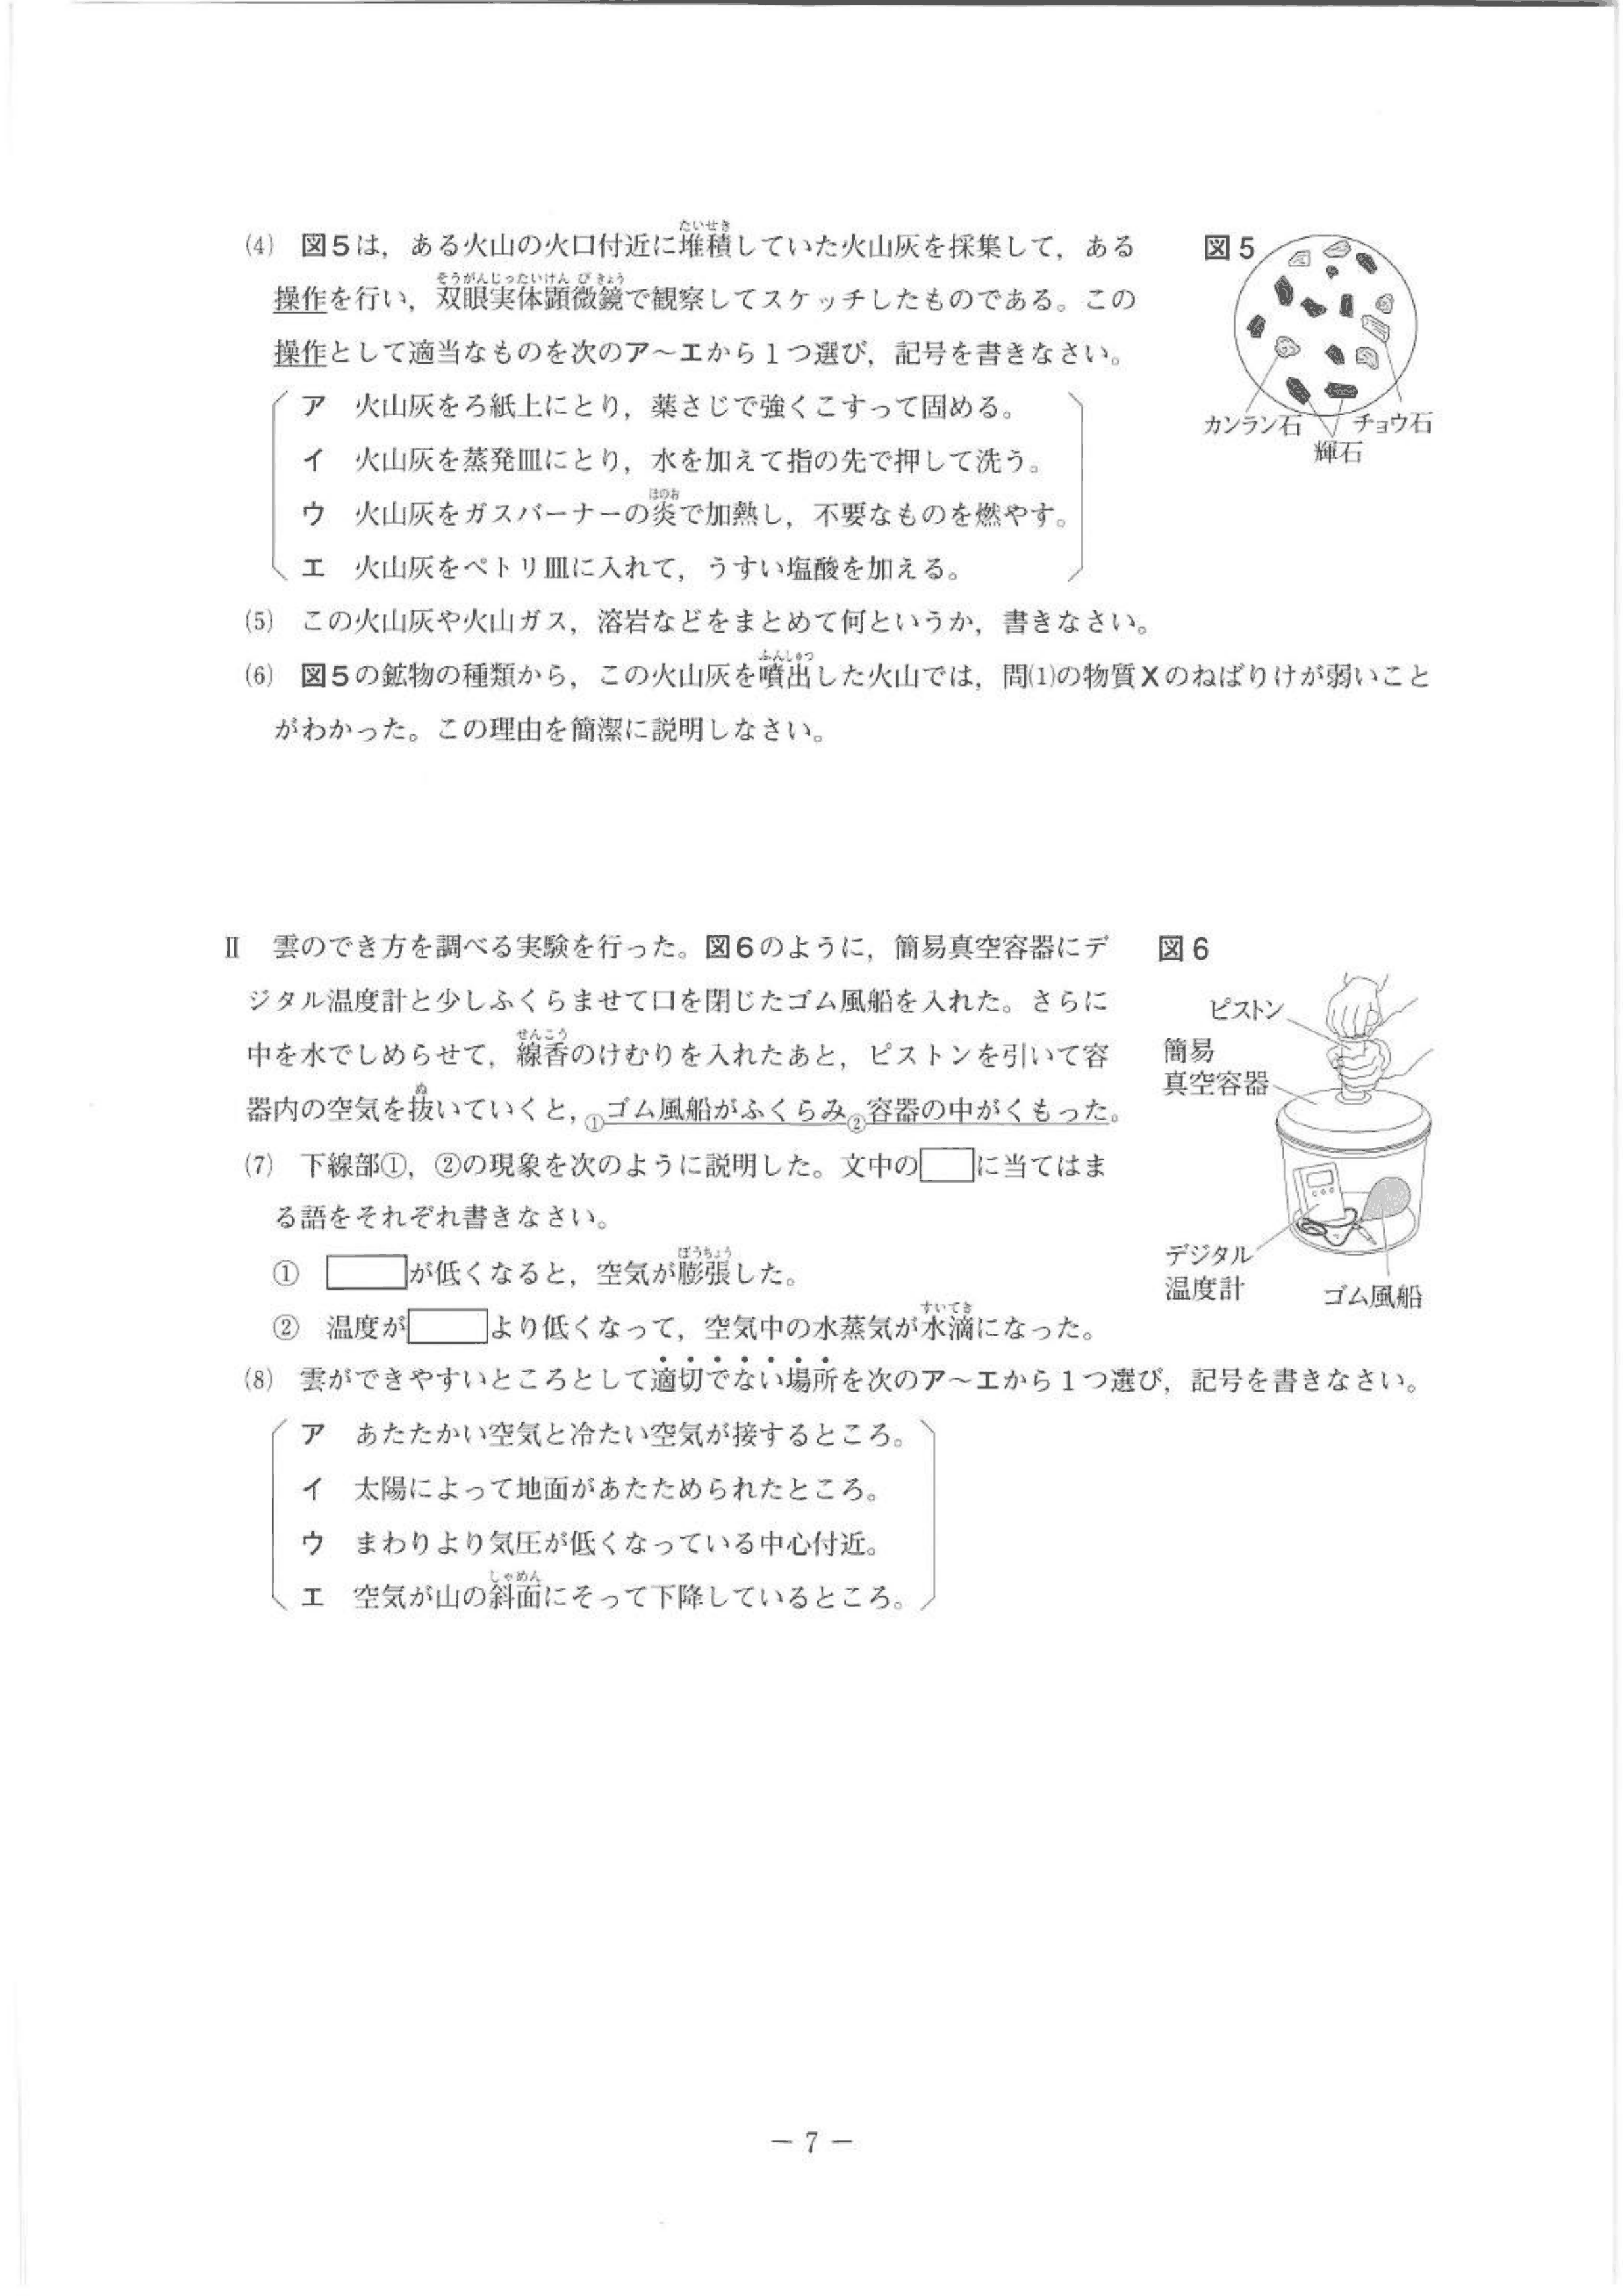 (4) 図5は，ある火山の火口付近に堆積していた火山灰を採集して，ある
操作を行い，双眼実体顕微鏡で観察してスケッチしたものである。この
操作として適当なものを次のア～エから1つ選び，記号を書きなさい。
ア 火山灰をろ紙上にとり，薬さじで強くこすって固める。
イ 火山灰を蒸発皿にとり，水を加えて指の先で押して洗う。
ウ 火山灰をガスバーナーの炎で加熱し，不要なものを燃やす。
エ 火山灰をペトリ皿に入れて，うすい塩酸を加える。
図5
カンラン石
チョウ石
輝石
(5) この火山灰や火山ガス，溶岩などをまとめて何というか，書きなさい。
(6) 図5の鉱物の種類から，この火山灰を噴出した火山では，問(1)の物質Xのねばりけが弱いこと
がわかった。この理由を簡潔に説明しなさい。
Ⅱ 雲のでき方を調べる実験を行った。図6のように，簡易真空容器にデ
ジタル温度計と少しふくらませて口を閉じたゴム風船を入れた。さらに
中を水でしめらせて，線香のけむりを入れたあと，ピストンを引いて容
器内の空気を抜いていくと，①ゴム風船がふくらみ②容器の中がくもった。
図6
ピストン
簡易
真空容器
デジタル
温度計
ゴム風船
(7) 下線部①，②の現象を次のように説明した。文中の□に当てはま
る語をそれぞれ書きなさい。
① □が低くなると，空気が膨張した。
② 温度が□より低くなって，空気中の水蒸気が水滴になった。
(8) 雲ができやすいところとして適切でない場所を次のア～エから1つ選び，記号を書きなさい。
ア あたたかい空気と冷たい空気が接するところ。
イ 太陽によって地面があたためられたところ。
ウ まわりより気圧が低くなっている中心付近。
エ 空気が山の斜面にそって下降しているところ。
－ 7 －